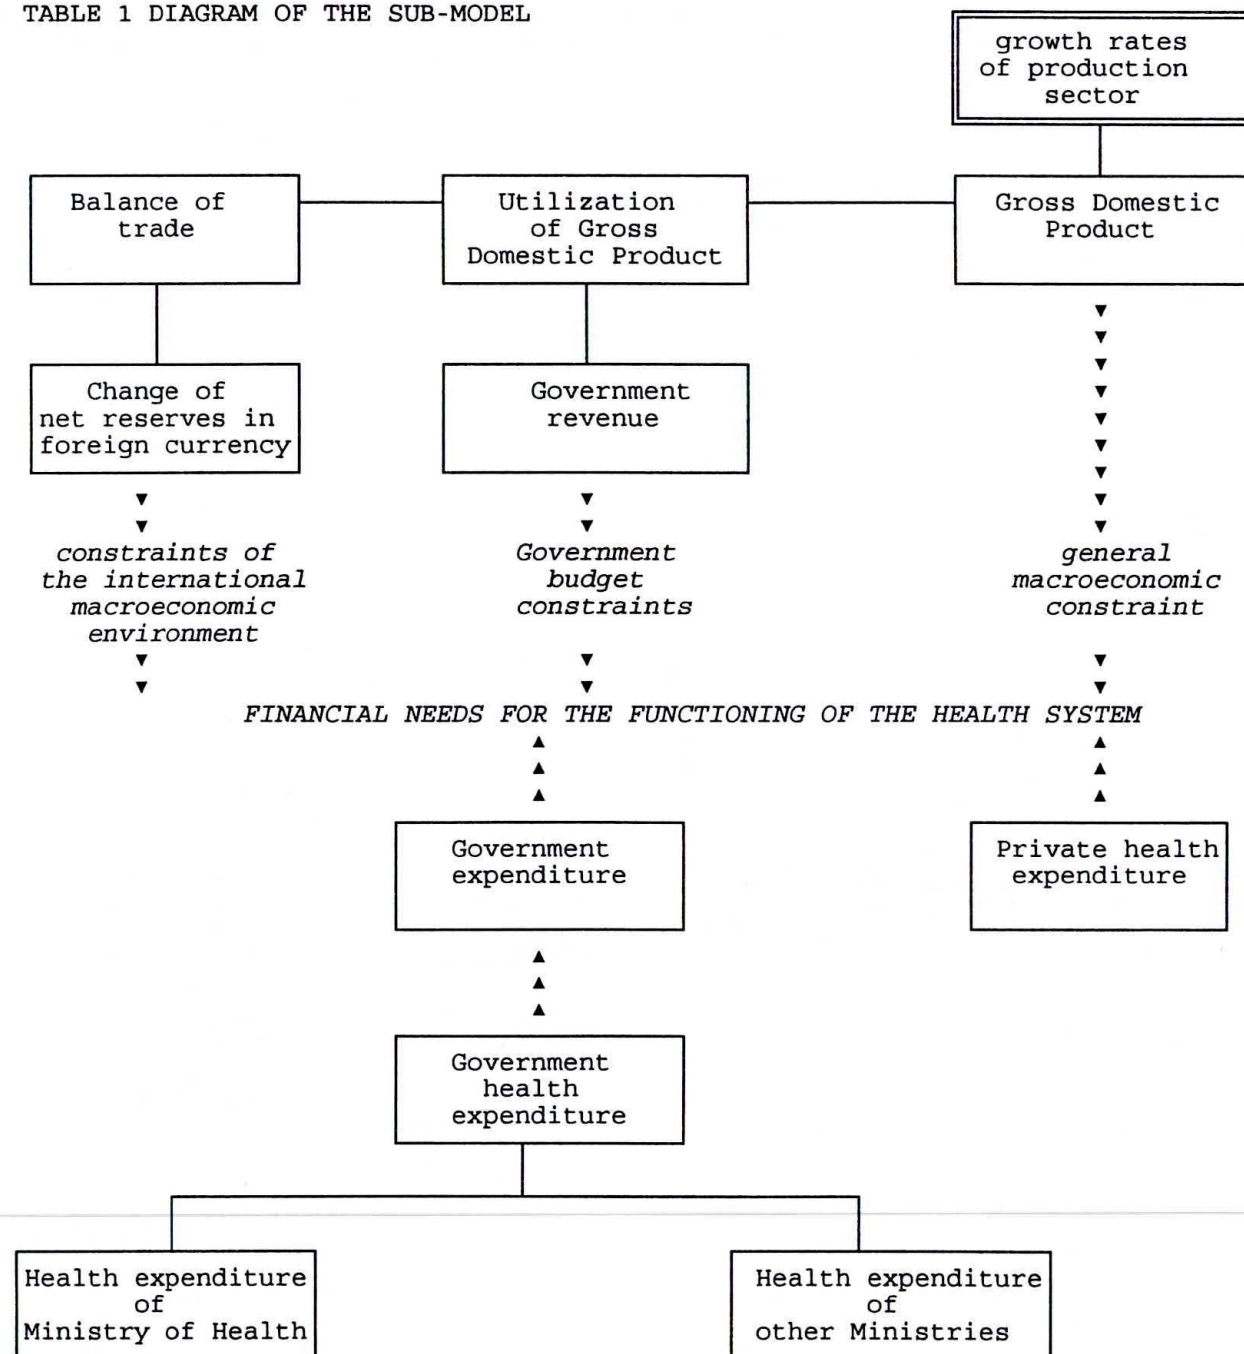 TABLE 1 DIAGRAM OF THE SUB-MODEL
growth rates
of production
sector
Balance of
trade
Utilization
of Gross
Domestic Product
Gross Domestic
Product
Change of
net reserves in
foreign currency
Government
revenue
constraints of
the international
macroeconomic
environment
Government
budget
constraints
general
macroeconomic
constraint
FINANCIAL NEEDS FOR THE FUNCTIONING OF THE HEALTH SYSTEM
Government
expenditure
Private health
expenditure
Government
health
expenditure
Health expenditure
of
Ministry of Health
Health expenditure
of
other Ministries